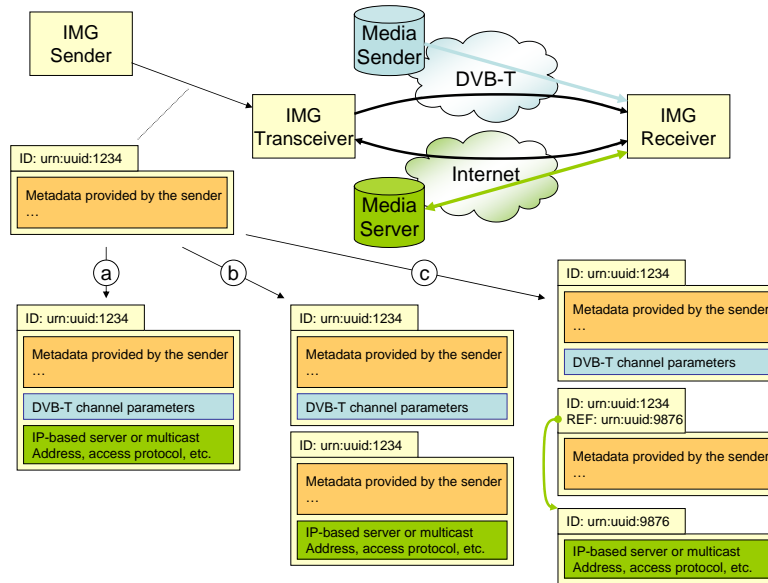 IMG
Sender
Media
Sender
DVB-T
IMG
Transceiver
IMG
Receiver
Internet
Media
Server
ID: urn:uuid:1234
Metadata provided by the sender
…
a
b
c
ID: urn:uuid:1234
Metadata provided by the sender
…
DVB-T channel parameters
IP-based server or multicast
Address, access protocol, etc.
ID: urn:uuid:1234
Metadata provided by the sender
…
DVB-T channel parameters
ID: urn:uuid:1234
Metadata provided by the sender
…
IP-based server or multicast
Address, access protocol, etc.
ID: urn:uuid:1234
Metadata provided by the sender
…
DVB-T channel parameters
ID: urn:uuid:1234
REF: urn:uuid:9876
Metadata provided by the sender
…
ID: urn:uuid:9876
IP-based server or multicast
Address, access protocol, etc.